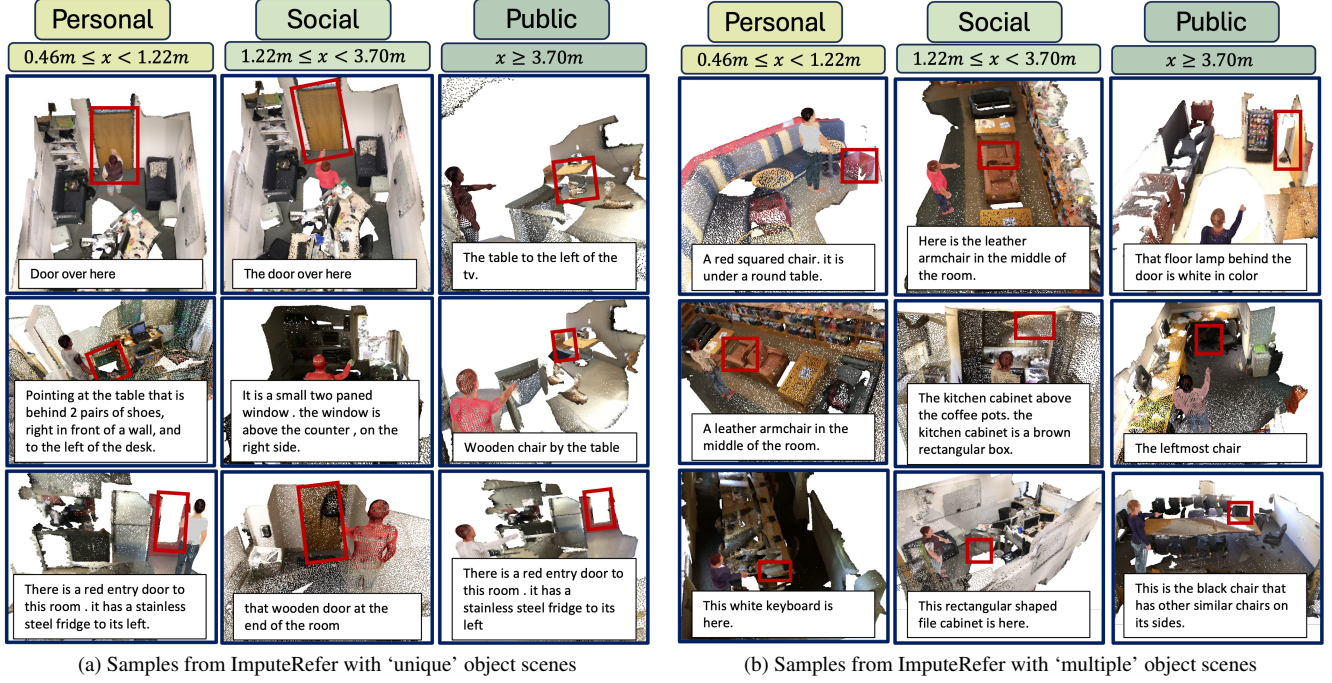 Personal
Social
Public
0.46m ≤ x < 1.22m
1.22m ≤ x < 3.70m
x ≥ 3.70m
Door over here
The door over here
The table to the left of the
tv.
Pointing at the table that is
behind 2 pairs of shoes,
right in front of a wall, and
to the left of the desk.
It is a small two paned
window . the window is
above the counter , on the
right side.
Wooden chair by the table
There is a red entry door to
this room . it has a stainless
steel fridge to its left.
that wooden door at the
end of the room
There is a red entry door to
this room . it has a
stainless steel fridge to its
left
(a) Samples from ImputeRefer with ‘unique’ object scenes
Personal
Social
Public
0.46m ≤ x < 1.22m
1.22m ≤ x < 3.70m
x ≥ 3.70m
A red squared chair. it is
under a round table.
Here is the leather
armchair in the middle of
the room.
That floor lamp behind the
door is white in color
A leather armchair in the
middle of the room.
The kitchen cabinet above
the coffee pots. the
kitchen cabinet is a brown
rectangular box.
The leftmost chair
This white keyboard is
here.
This rectangular shaped
file cabinet is here.
This is the black chair that
has other similar chairs on
its sides.
(b) Samples from ImputeRefer with ‘multiple’ object scenes